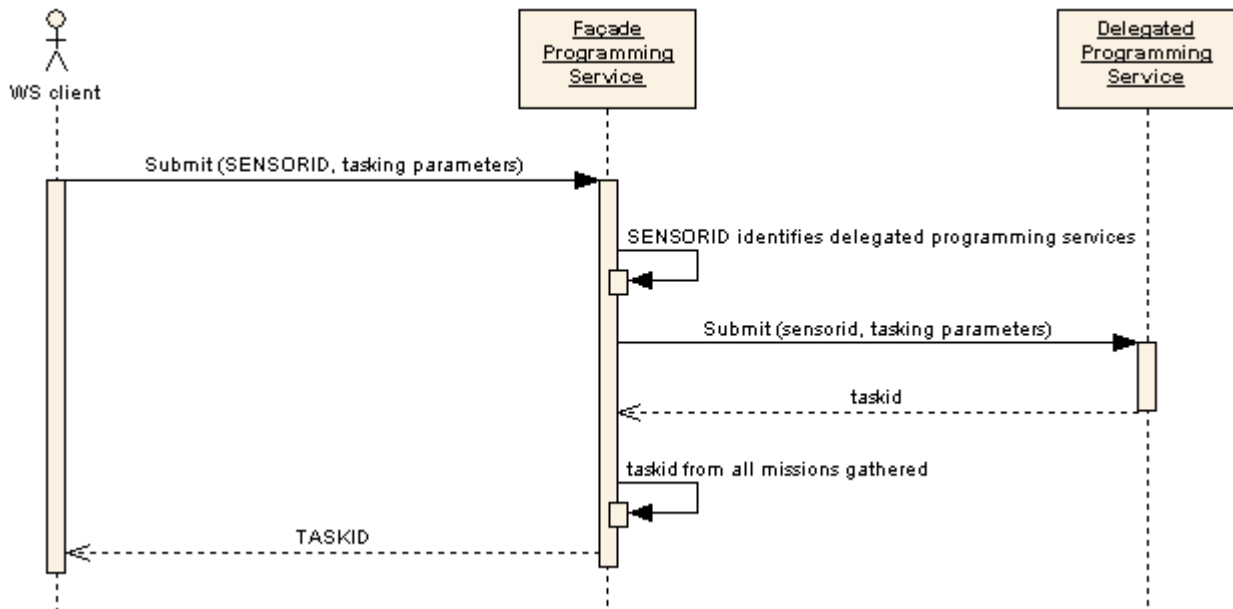 WS client
Façade
Programming
Service
Delegated
Programming
Service
Submit (SENSORID, tasking parameters)
SENSORID identifies delegated programming services
Submit (sensorid, tasking parameters)
taskid
taskid from all missions gathered
TASKID